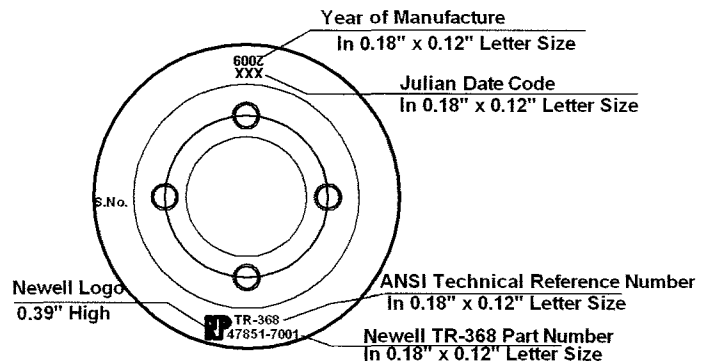 Year of Manufacture
In 0.18" x 0.12" Letter Size
2009
XXX
Julian Date Code
In 0.18" x 0.12" Letter Size
S.No.
Newell Logo
0.39" High
NP TR-368
47851-7001
ANSI Technical Reference Number
In 0.18" x 0.12" Letter Size
Newell TR-368 Part Number
In 0.18" x 0.12" Letter Size